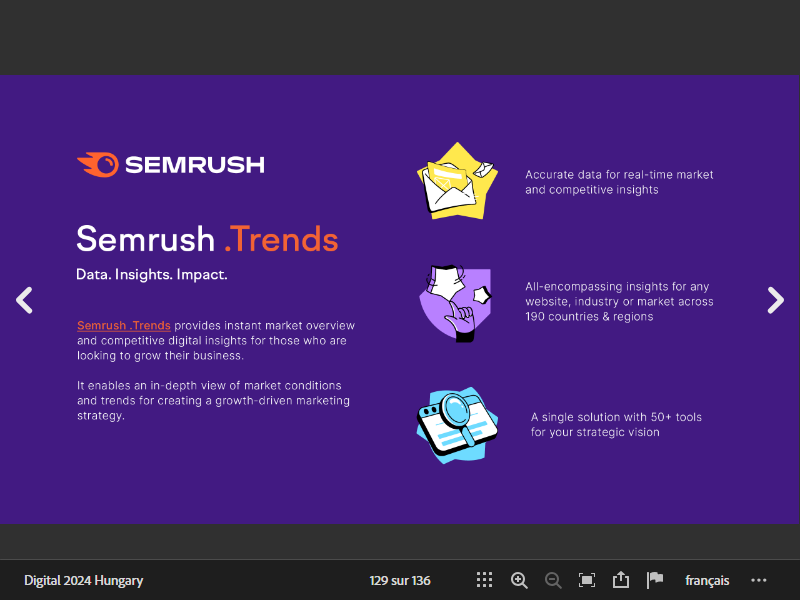 SEMRUSH
Semrush .Trends
Data. Insights. Impact.
Semrush .Trends provides instant market overview
and competitive digital insights for those who are
looking to grow their business.
It enables an in-depth view of market conditions
and trends for creating a growth-driven marketing
strategy.
Accurate data for real-time market
and competitive insights
All-encompassing insights for any
website, industry or market across
190 countries & regions
A single solution with 50+ tools
for your strategic vision
Digital 2024 Hungary
129 sur 136
français